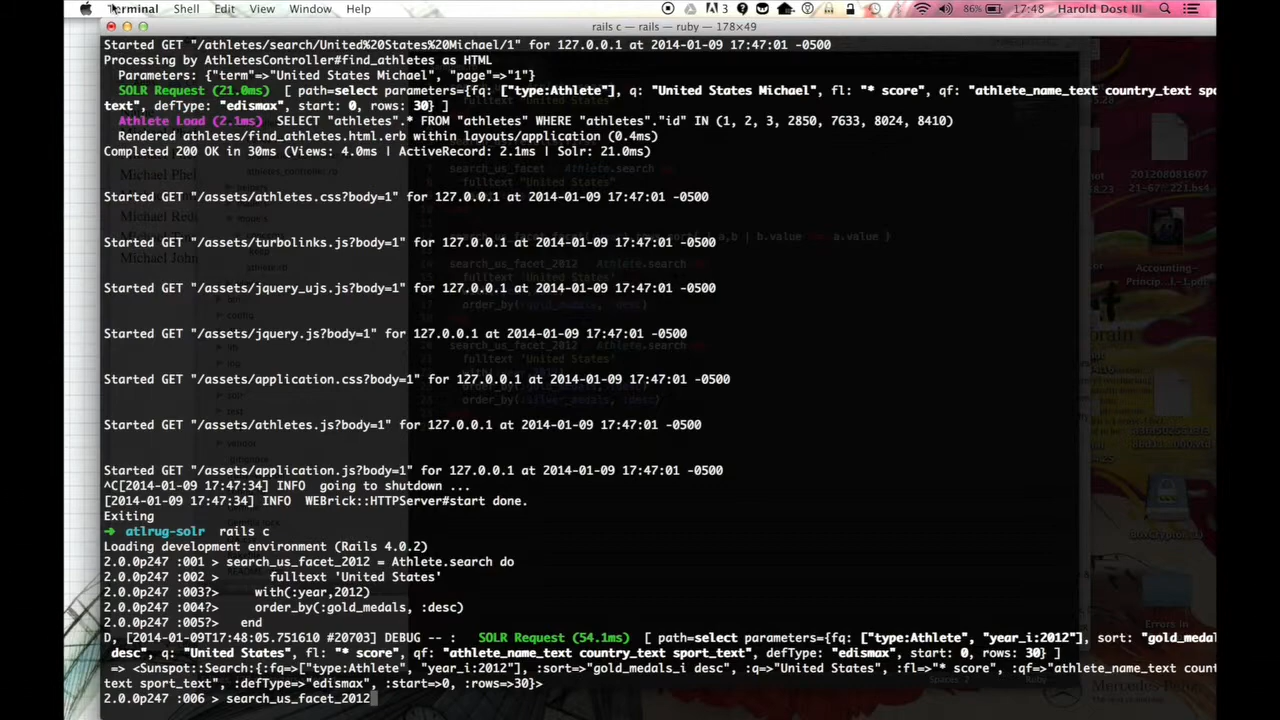 Terminal Shell Edit View Window Help 3 86% 17:48 Harold Dost III
rails c — rails — ruby — 178×49
Started GET "/athletes/search/United%20States%20Michael/1" for 127.0.0.1 at 2014-01-09 17:47:01 -0500
Processing by AthletesController#find_athletes as HTML
Parameters: {"term"=>"United States Michael", "page"=>"1"}
SOLR Request (21.0ms) [ path=select parameters={fq: ["type:Athlete"], q: "United States Michael", fl: "* score", qf: "athlete_name_text country_text spo
text", defType: "edismax", start: 0, rows: 30} ]
Athlete Load (2.1ms) SELECT "athletes".* FROM "athletes" WHERE "athletes"."id" IN (1, 2, 3, 2850, 7633, 8024, 8410)
Rendered athletes/find_athletes.html.erb within layouts/application (0.4ms)
Completed 200 OK in 30ms (Views: 4.0ms | ActiveRecord: 2.1ms | Solr: 21.0ms)
Started GET "/assets/athletes.css?body=1" for 127.0.0.1 at 2014-01-09 17:47:01 -0500
Started GET "/assets/turbolinks.js?body=1" for 127.0.0.1 at 2014-01-09 17:47:01 -0500
Started GET "/assets/jquery_ujs.js?body=1" for 127.0.0.1 at 2014-01-09 17:47:01 -0500
Started GET "/assets/jquery.js?body=1" for 127.0.0.1 at 2014-01-09 17:47:01 -0500
Started GET "/assets/application.css?body=1" for 127.0.0.1 at 2014-01-09 17:47:01 -0500
Started GET "/assets/athletes.js?body=1" for 127.0.0.1 at 2014-01-09 17:47:01 -0500
Started GET "/assets/application.js?body=1" for 127.0.0.1 at 2014-01-09 17:47:01 -0500
^C[2014-01-09 17:47:34] INFO going to shutdown ...
[2014-01-09 17:47:34] INFO WEBrick::HTTPServer#start done.
Exiting
➜ atlrug-solr rails c
Loading development environment (Rails 4.0.2)
2.0.0p247 :001 > search_us_facet_2012 = Athlete.search do
2.0.0p247 :002 > fulltext 'United States'
2.0.0p247 :003?> with(:year,2012)
2.0.0p247 :004?> order_by(:gold_medals, :desc)
2.0.0p247 :005?> end
D, [2014-01-09T17:48:05.751610 #20703] DEBUG -- : SOLR Request (54.1ms) [ path=select parameters={fq: ["type:Athlete", "year_i:2012"], sort: "gold_medal
desc", q: "United States", fl: "* score", qf: "athlete_name_text country_text sport_text", defType: "edismax", start: 0, rows: 30} ]
=> <Sunspot::Search:{:fq=>["type:Athlete", "year_i:2012"], :sort=>"gold_medals_i desc", :q=>"United States", :fl=>"* score", :qf=>"athlete_name_text coun
text sport_text", :defType=>"edismax", :start=>0, :rows=>30}>
2.0.0p247 :006 > search_us_facet_2012